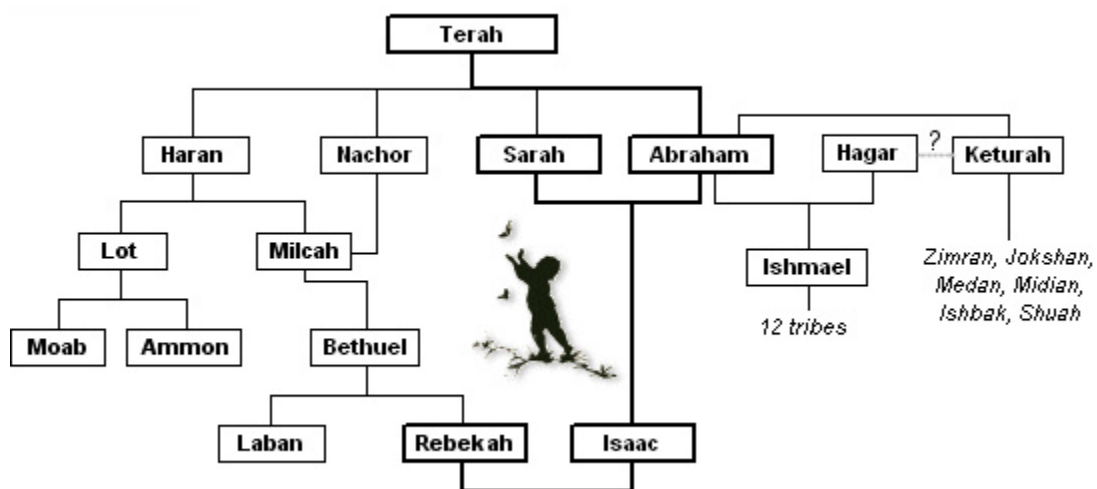 Terah
Haran
Nachor
Sarah
Abraham
Hagar
?
Keturah
Lot
Milcah
Ishmael
Zimran, Jokshan,
Medan, Midian,
Ishbak, Shuah
12 tribes
Moab
Ammon
Bethuel
Laban
Rebekah
Isaac